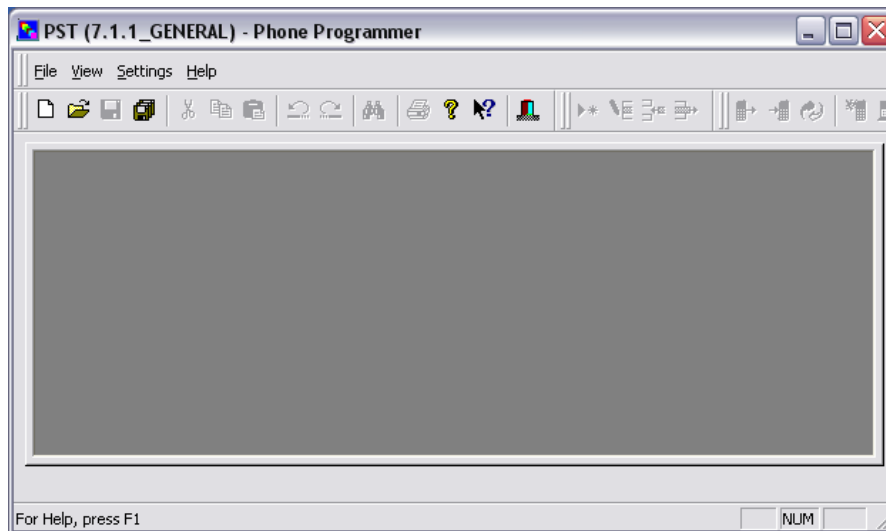 PST (7.1.1_GENERAL) - Phone Programmer
File View Settings Help
For Help, press F1
NUM